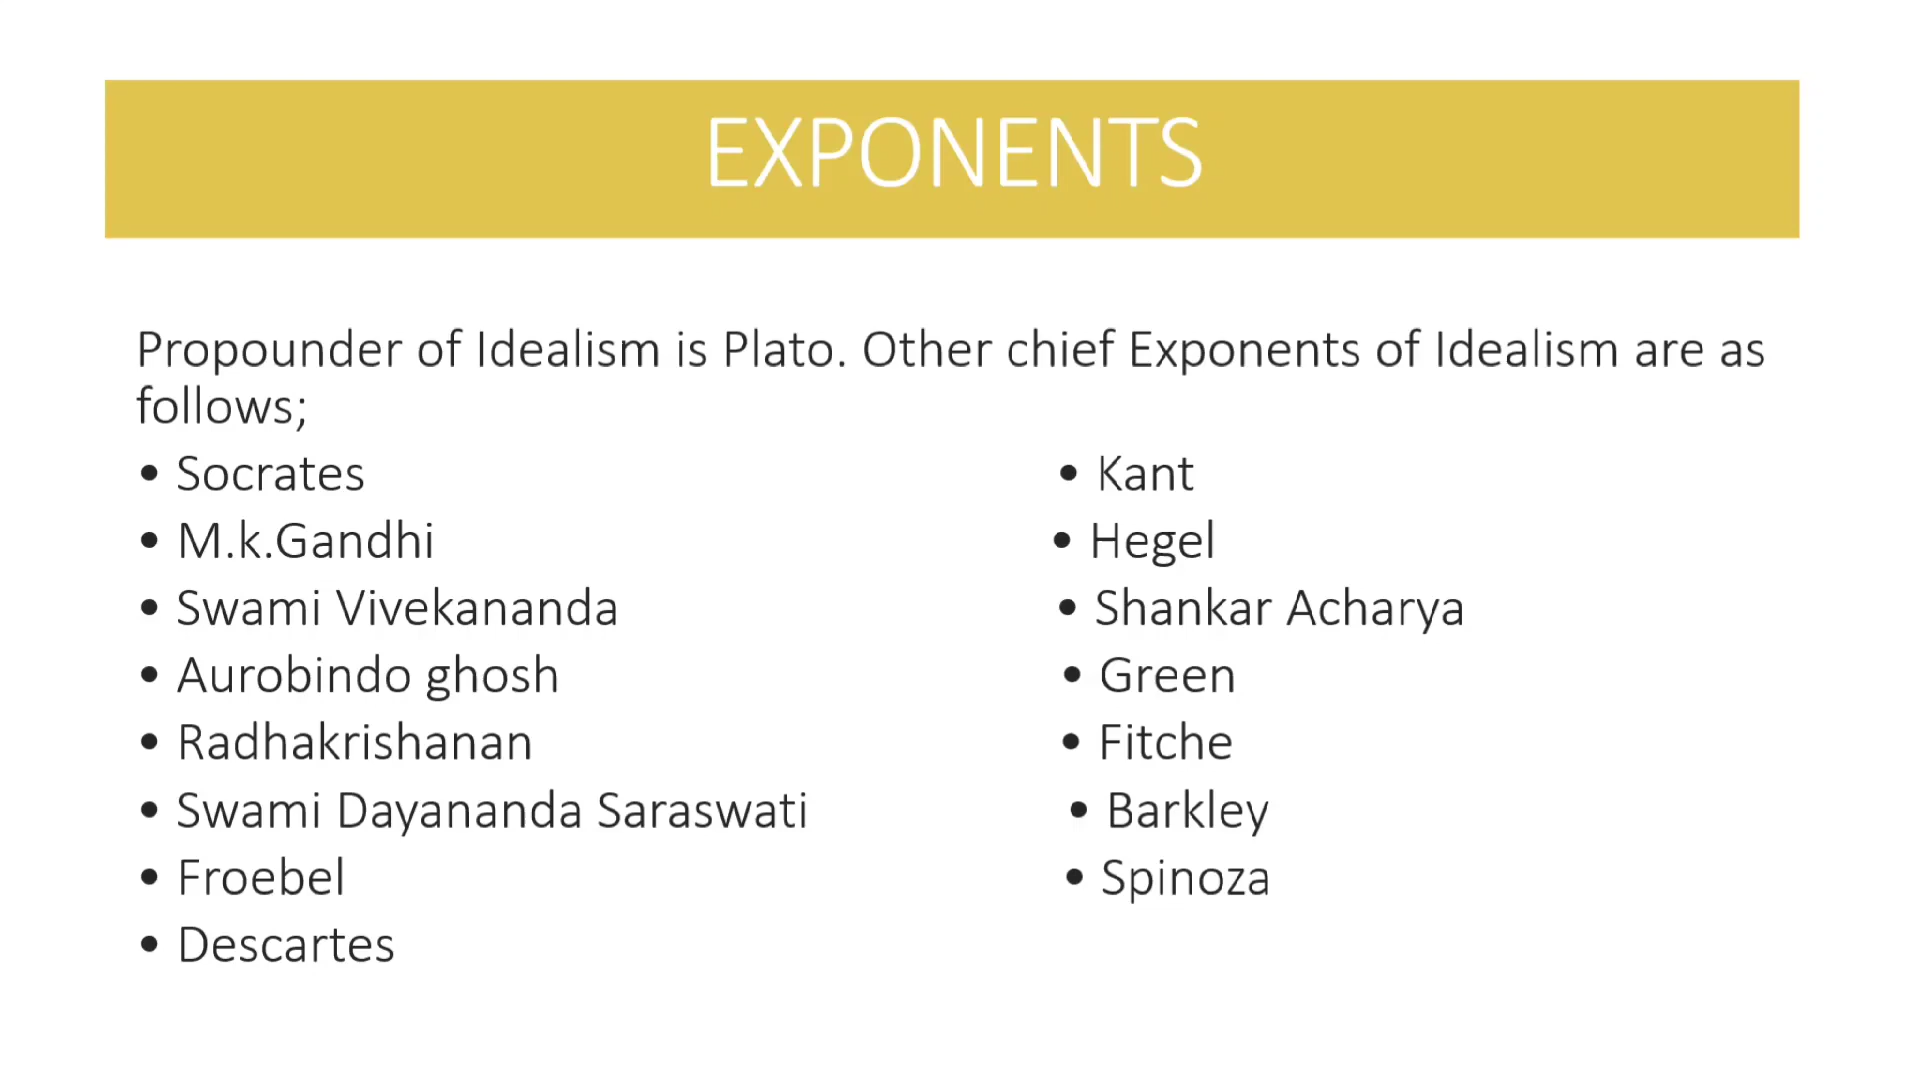 EXPONENTS
Propounder of Idealism is Plato. Other chief Exponents of Idealism are as
follows;
• Socrates
• M.k.Gandhi
• Swami Vivekananda
• Aurobindo ghosh
• Radhakrishanan
• Swami Dayananda Saraswati
• Froebel
• Descartes
• Kant
• Hegel
• Shankar Acharya
• Green
• Fitche
• Barkley
• Spinoza